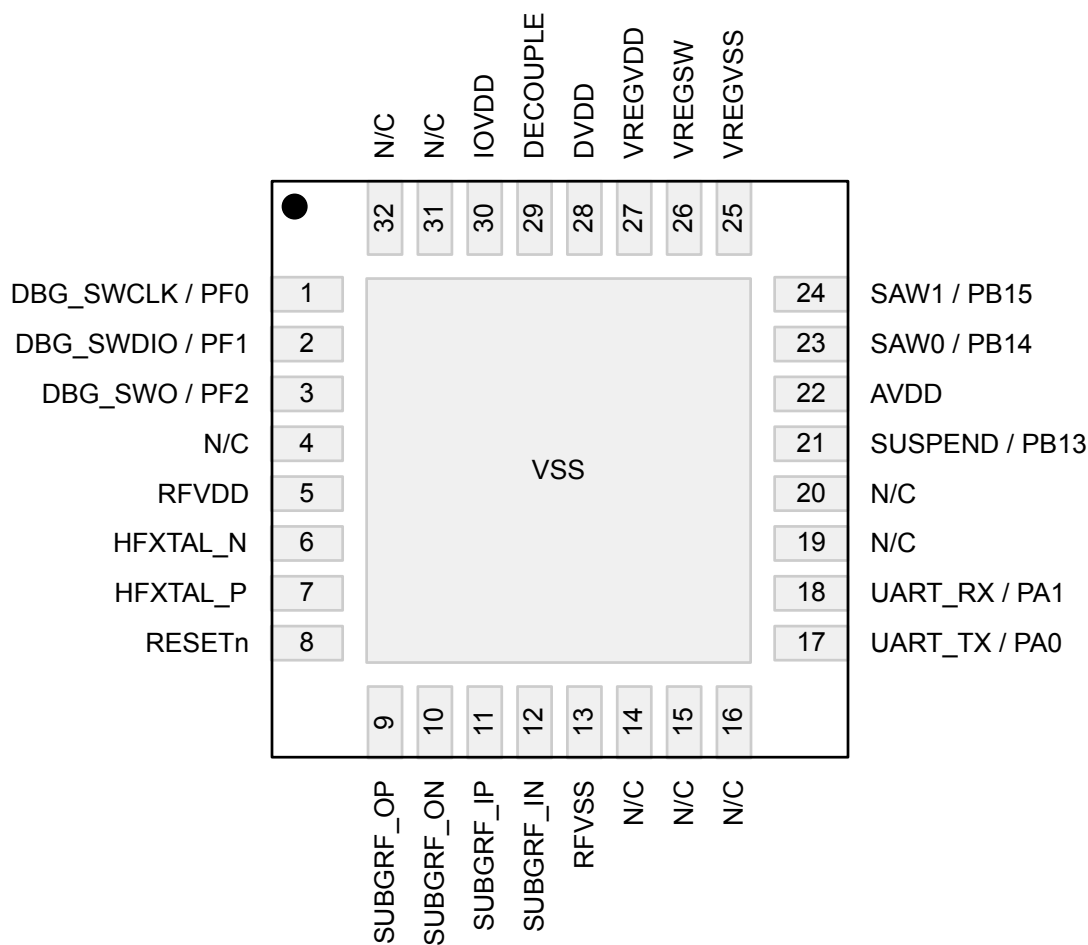 N/C
N/C
IOVDD
DECOUPLE
DVDD
VREGVDD
VREGSW
VREGVSS
32
31
30
29
28
27
26
25
DBG_SWCLK / PF0 1
DBG_SWDIO / PF1 2
DBG_SWO / PF2 3
N/C 4
RFVDD 5
HFXTAL_N 6
HFXTAL_P 7
RESETn 8
VSS
24 SAW1 / PB15
23 SAW0 / PB14
22 AVDD
21 SUSPEND / PB13
20 N/C
19 N/C
18 UART_RX / PA1
17 UART_TX / PA0
9
10
11
12
13
14
15
16
SUBGRF_OP
SUBGRF_ON
SUBGRF_IP
SUBGRF_IN
RFVSS
N/C
N/C
N/C